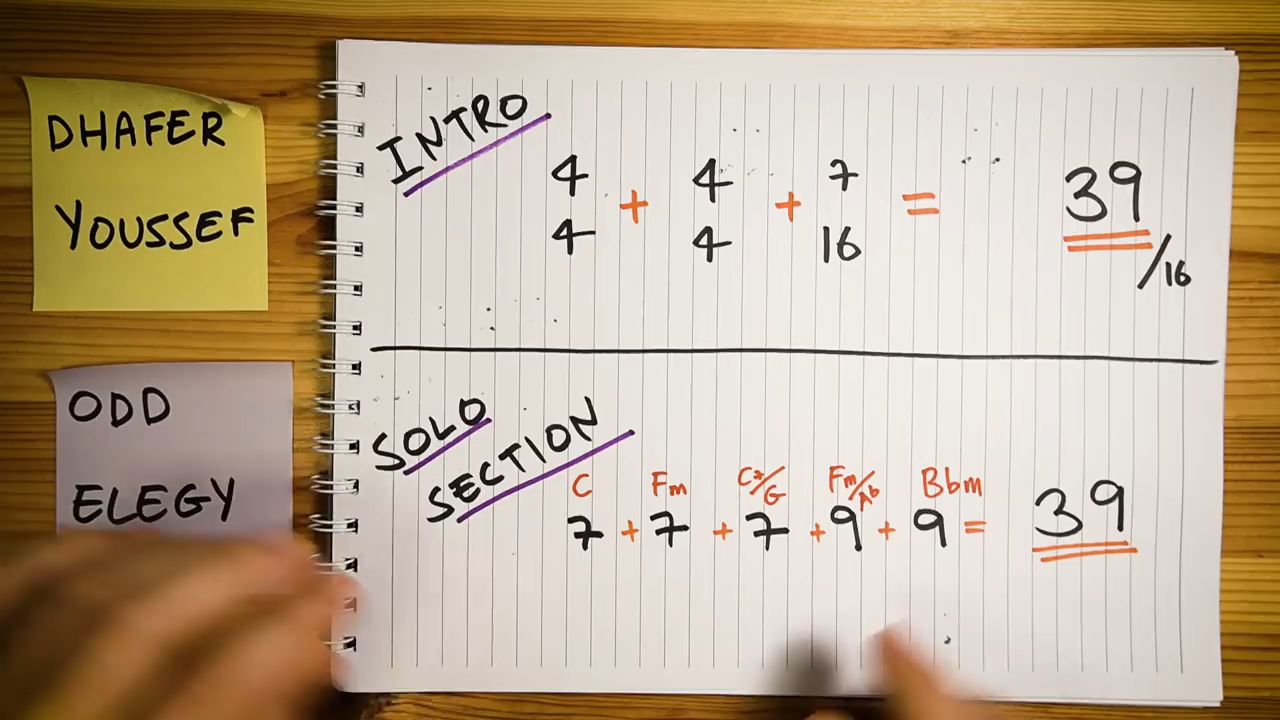 DHAFER
YOUSSEF
ODD
ELEGY
INTRO
4/4 + 4/4 + 7/16 = 39/16
SOLO
SECTION
C Fm C7/G Fm/Ab Bbm
7 + 7 + 7 + 9 + 9 = 39